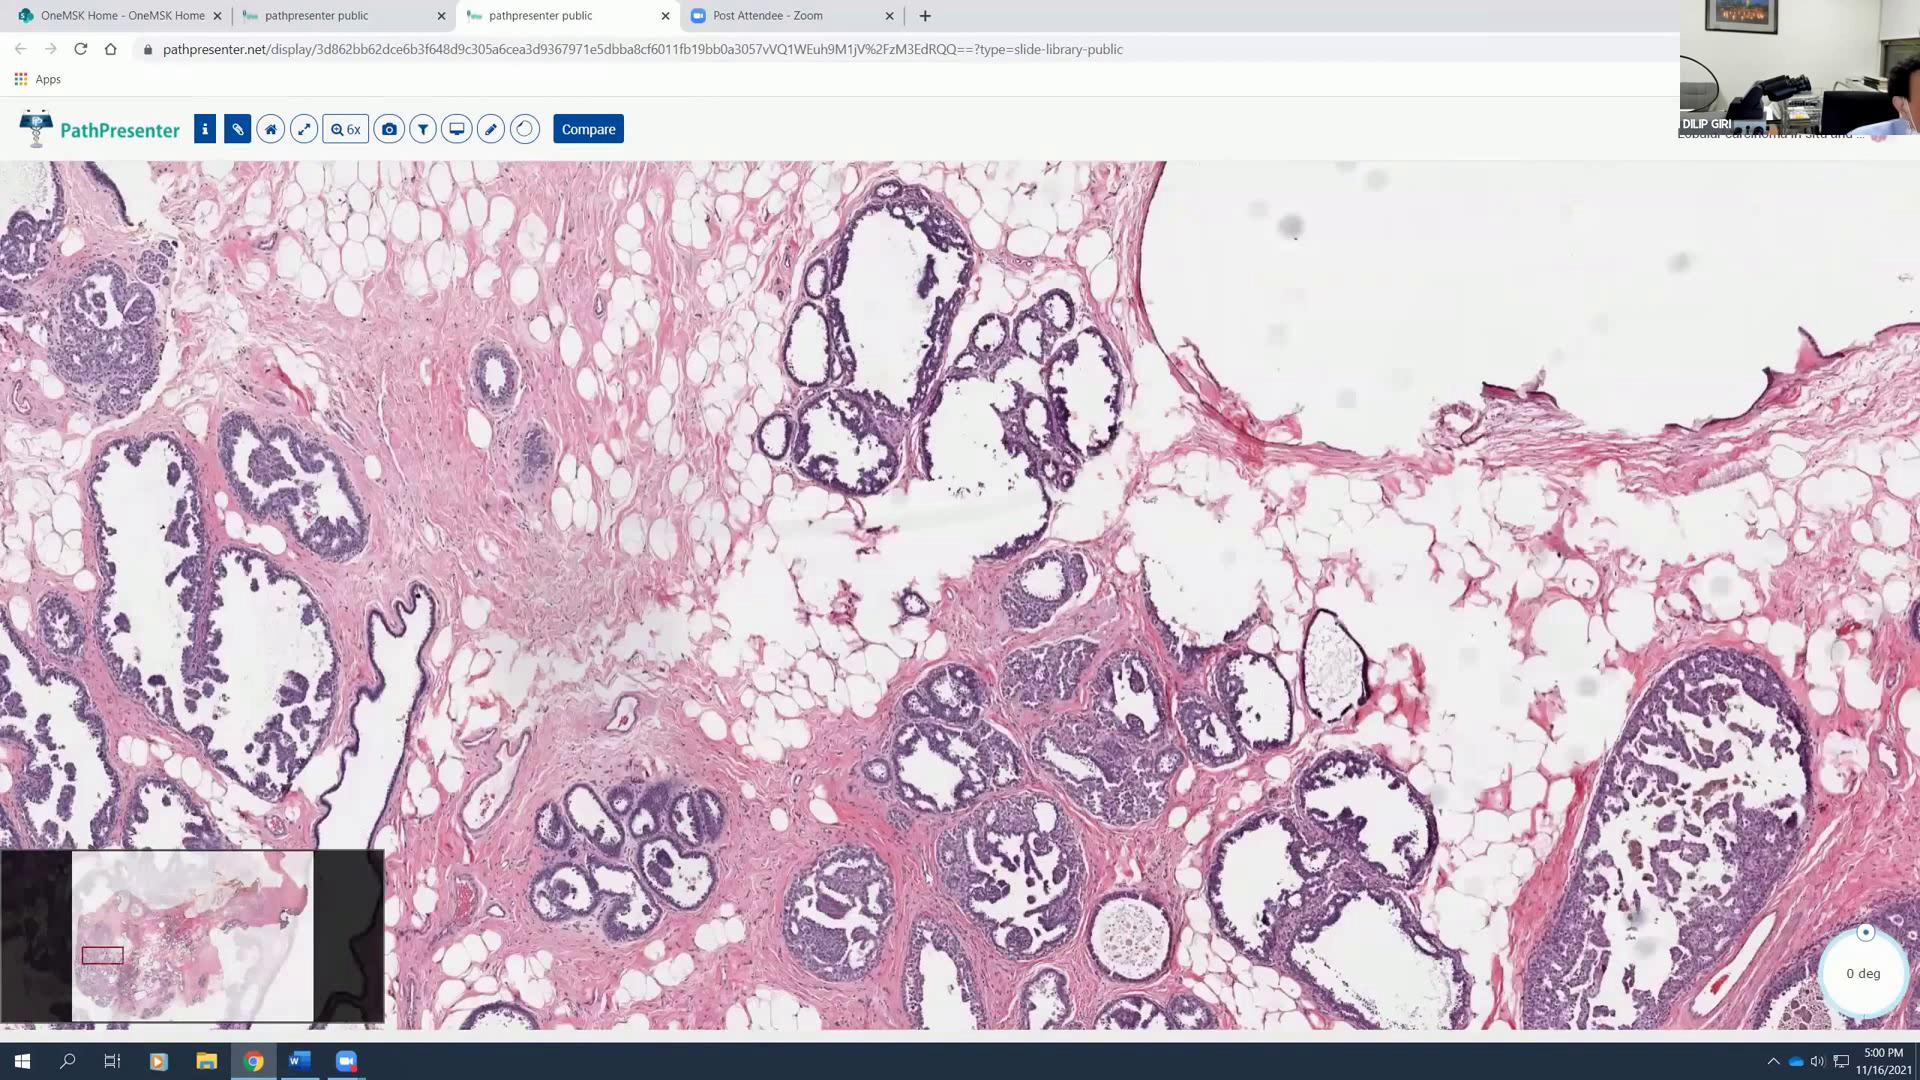 OneMSK Home - OneMSK Home
pathpresenter public
pathpresenter public
Post Attendee - Zoom
pathpresenter.net/display/3d862bb62dce6b3f648d9c305a6cea3d9367971e5dbba8cf6011fb19bb0a3057vVQ1WEuh9M1jV%2FzM3EdRQQ==?type=slide-library-public
Apps
PathPresenter
6x
Compare
DILIP GIRI
Lobular carcinoma in situ and ...
0 deg
5:00 PM
11/16/2021